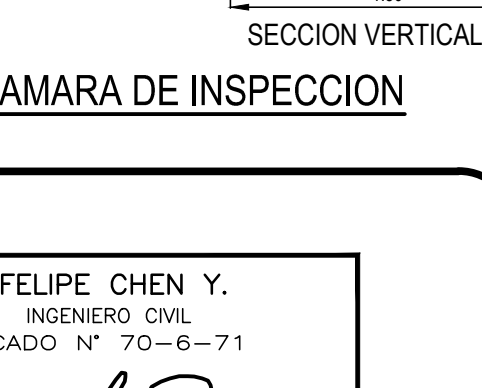 SECCION VERTICAL
AMARA DE INSPECCION
FELIPE CHEN Y.
INGENIERO CIVIL
CADO N° 70-6-71